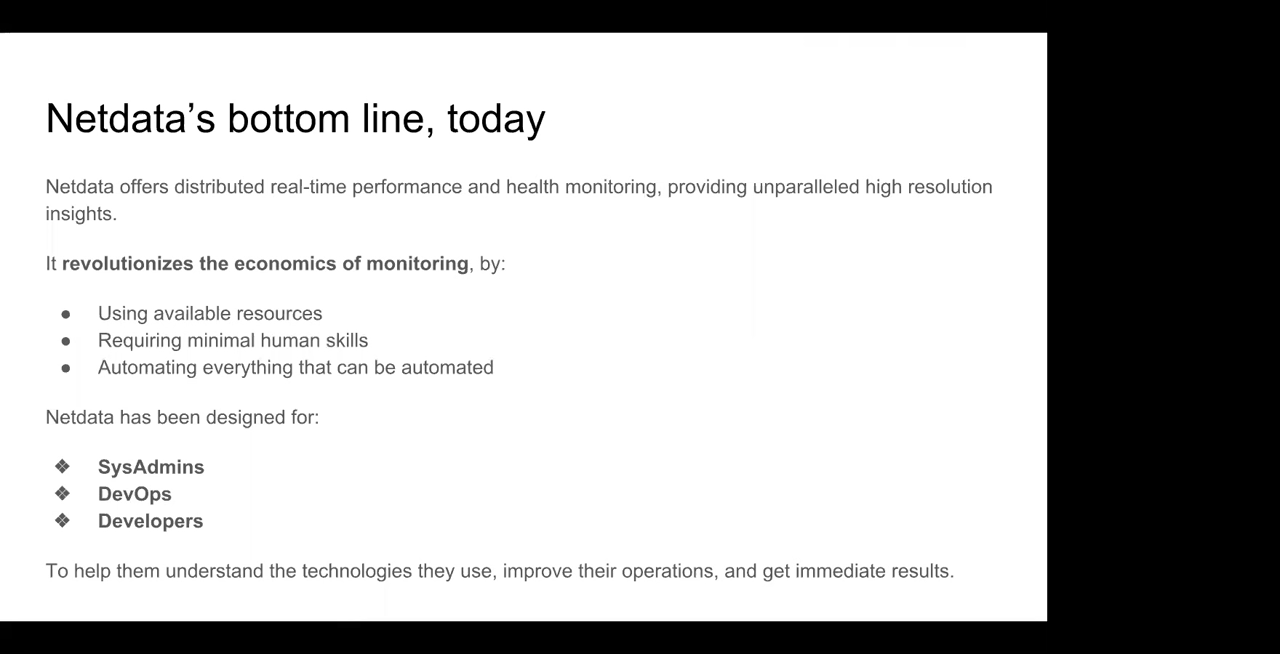 Netdata’s bottom line, today
Netdata offers distributed real-time performance and health monitoring, providing unparalleled high resolution
insights.
It revolutionizes the economics of monitoring, by:
● Using available resources
● Requiring minimal human skills
● Automating everything that can be automated
Netdata has been designed for:
❖ SysAdmins
❖ DevOps
❖ Developers
To help them understand the technologies they use, improve their operations, and get immediate results.